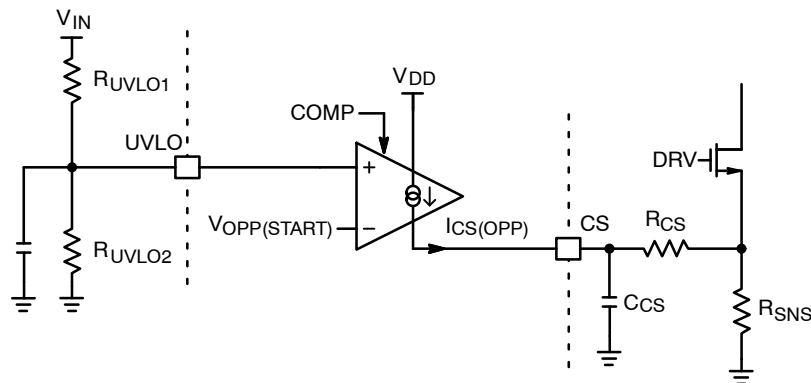 VIN
RUVLO1
VDD
COMP
UVLO
DRV
+
VOPP(START)
−
ICS(OPP)
CS
RCS
RUVLO2
CCS
RSNS